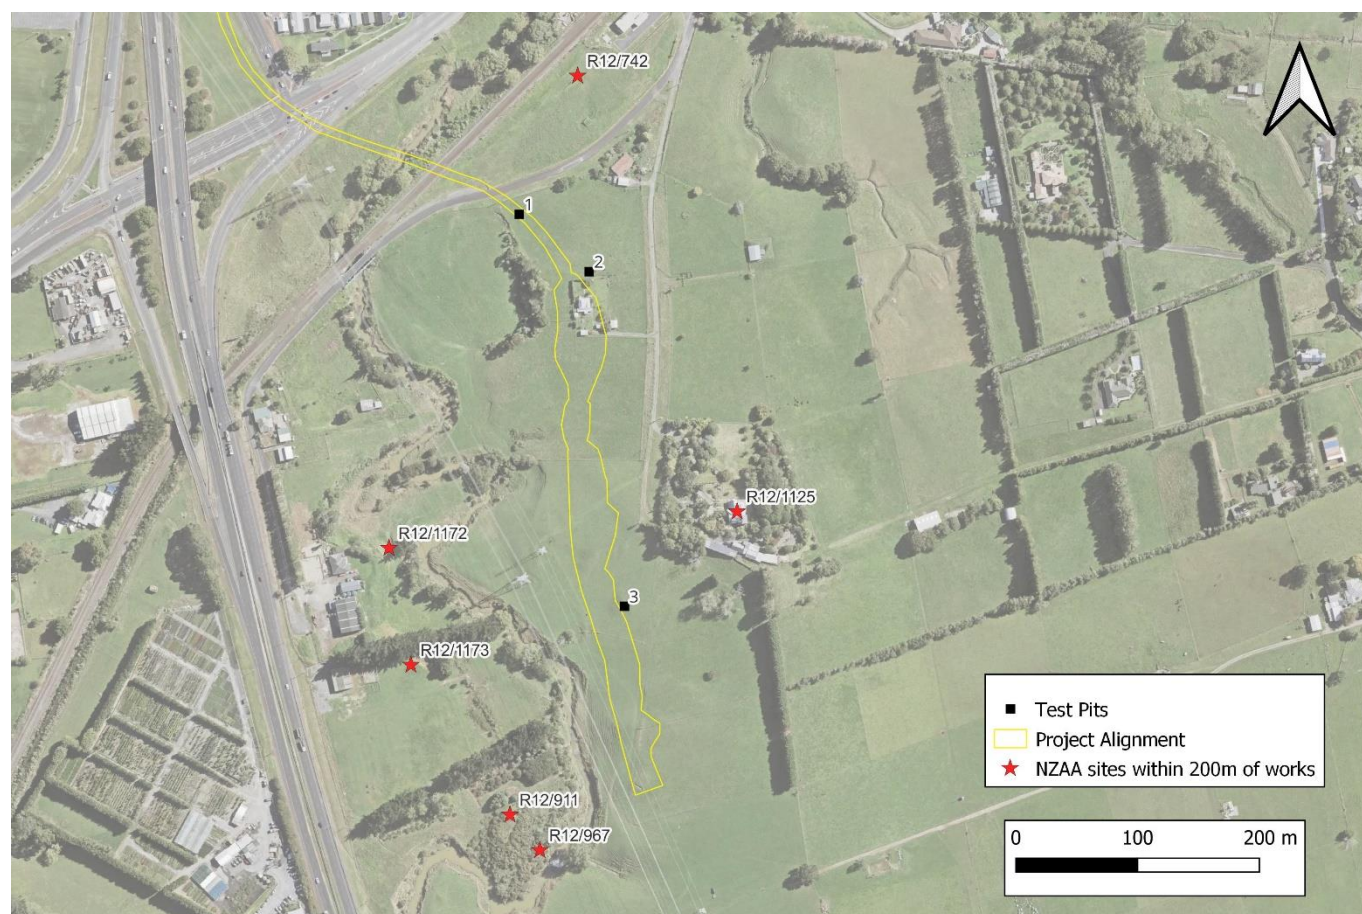 R12/742
1
2
R12/1125
R12/1172
3
R12/1173
R12/911
R12/967
Test Pits
Project Alignment
NZAA sites within 200m of works
0 100 200 m